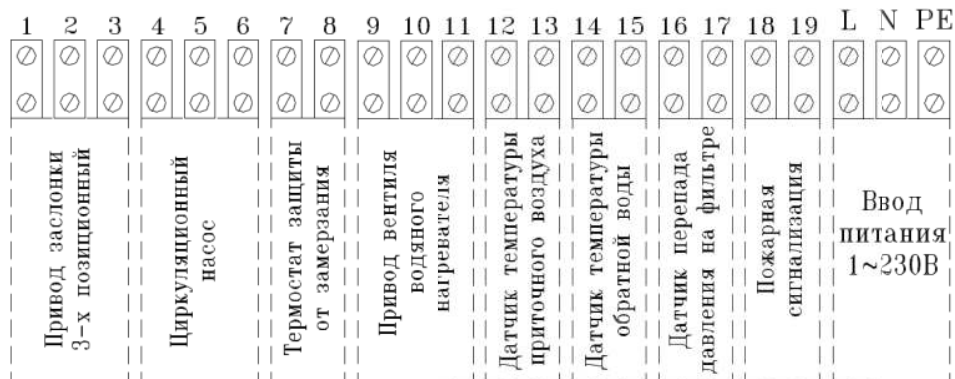 1 2 3 4 5 6 7 8 9 10 11 12 13 14 15 16 17 18 19 L N PE
Привод заслонки
3-х позиционный
Циркуляционный
насос
Термостат защиты
от замерзания
Привод вентиля
водяного
нагревателя
Датчик температуры
приточного воздуха
Датчик температуры
обратной воды
Датчик перепада
давления на фильтре
Пожарная
сигнализация
Ввод
питания
1~230В